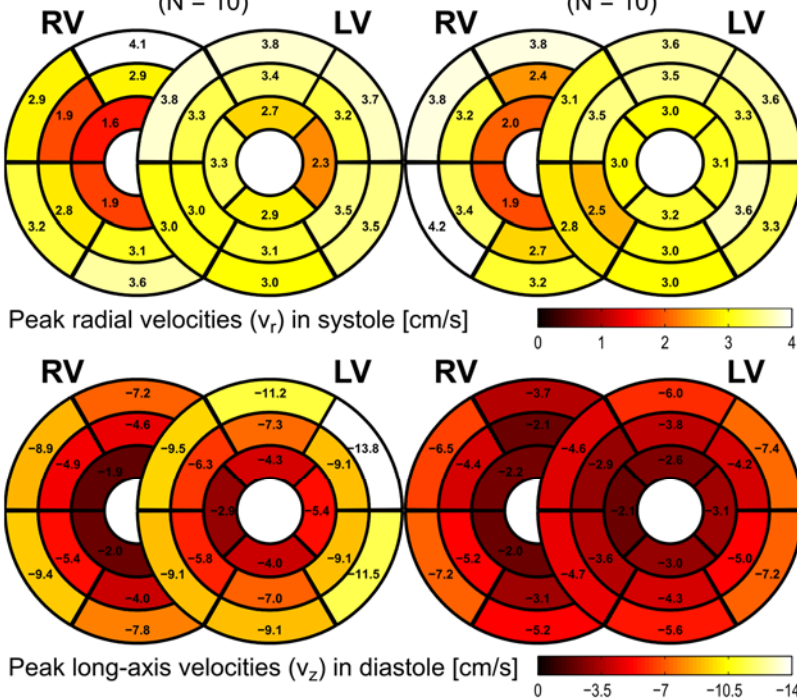 (N = 10) (N = 10)
RV LV RV LV
4.1 3.8 3.8 3.6
2.9 3.4 2.4 3.5
2.9 3.8 3.7 3.8 3.1 3.6
1.9 1.6 3.3 2.7 3.2 3.2 2.0 3.5 3.0 3.3
3.3 2.3 3.0 3.1
3.2 2.8 1.9 3.0 3.0 2.9 3.5 3.5 4.2 3.4 1.9 2.8 2.5 3.2 3.6 3.3
3.1 3.1 2.7 3.0
3.6 3.0 3.2 3.0
Peak radial velocities (vr) in systole [cm/s]
0 1 2 3 4
RV LV RV LV
−7.2 −11.2 −3.7 −6.0
−4.6 −7.3 −2.1 −3.8
−8.9 −9.5 −13.8 −6.5 −4.6 −7.4
−4.9 −1.9 −6.3 −4.3 −9.1 −4.4 −2.2 −2.9 −2.8 −4.2
−2.9 −5.4 −2.1 −3.1
−9.4 −5.4 −2.0 −9.1 −5.8 −4.0 −9.1 −11.5 −7.2 −5.2 −2.0 −4.7 −3.6 −3.0 −5.0 −7.2
−4.0 −7.0 −3.1 −4.3
−7.8 −9.1 −5.2 −5.6
Peak long-axis velocities (vz) in diastole [cm/s]
0 −3.5 −7 −10.5 −14